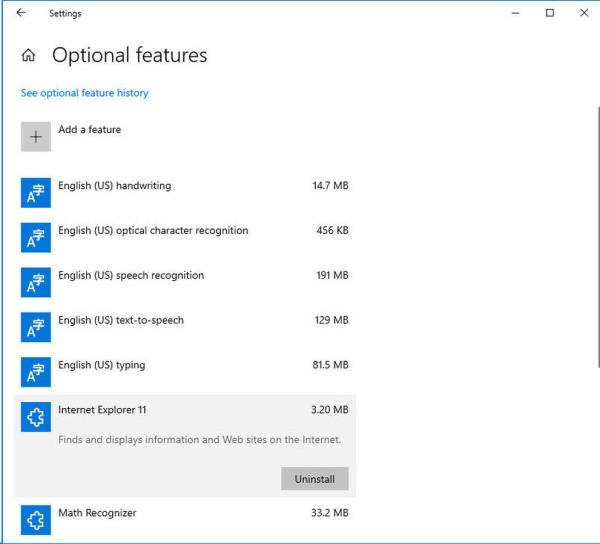 Settings
Optional features
See optional feature history
Add a feature
English (US) handwriting 14.7 MB
English (US) optical character recognition 456 KB
English (US) speech recognition 191 MB
English (US) text-to-speech 129 MB
English (US) typing 81.5 MB
Internet Explorer 11 3.20 MB
Finds and displays information and Web sites on the Internet.
Uninstall
Math Recognizer 33.2 MB